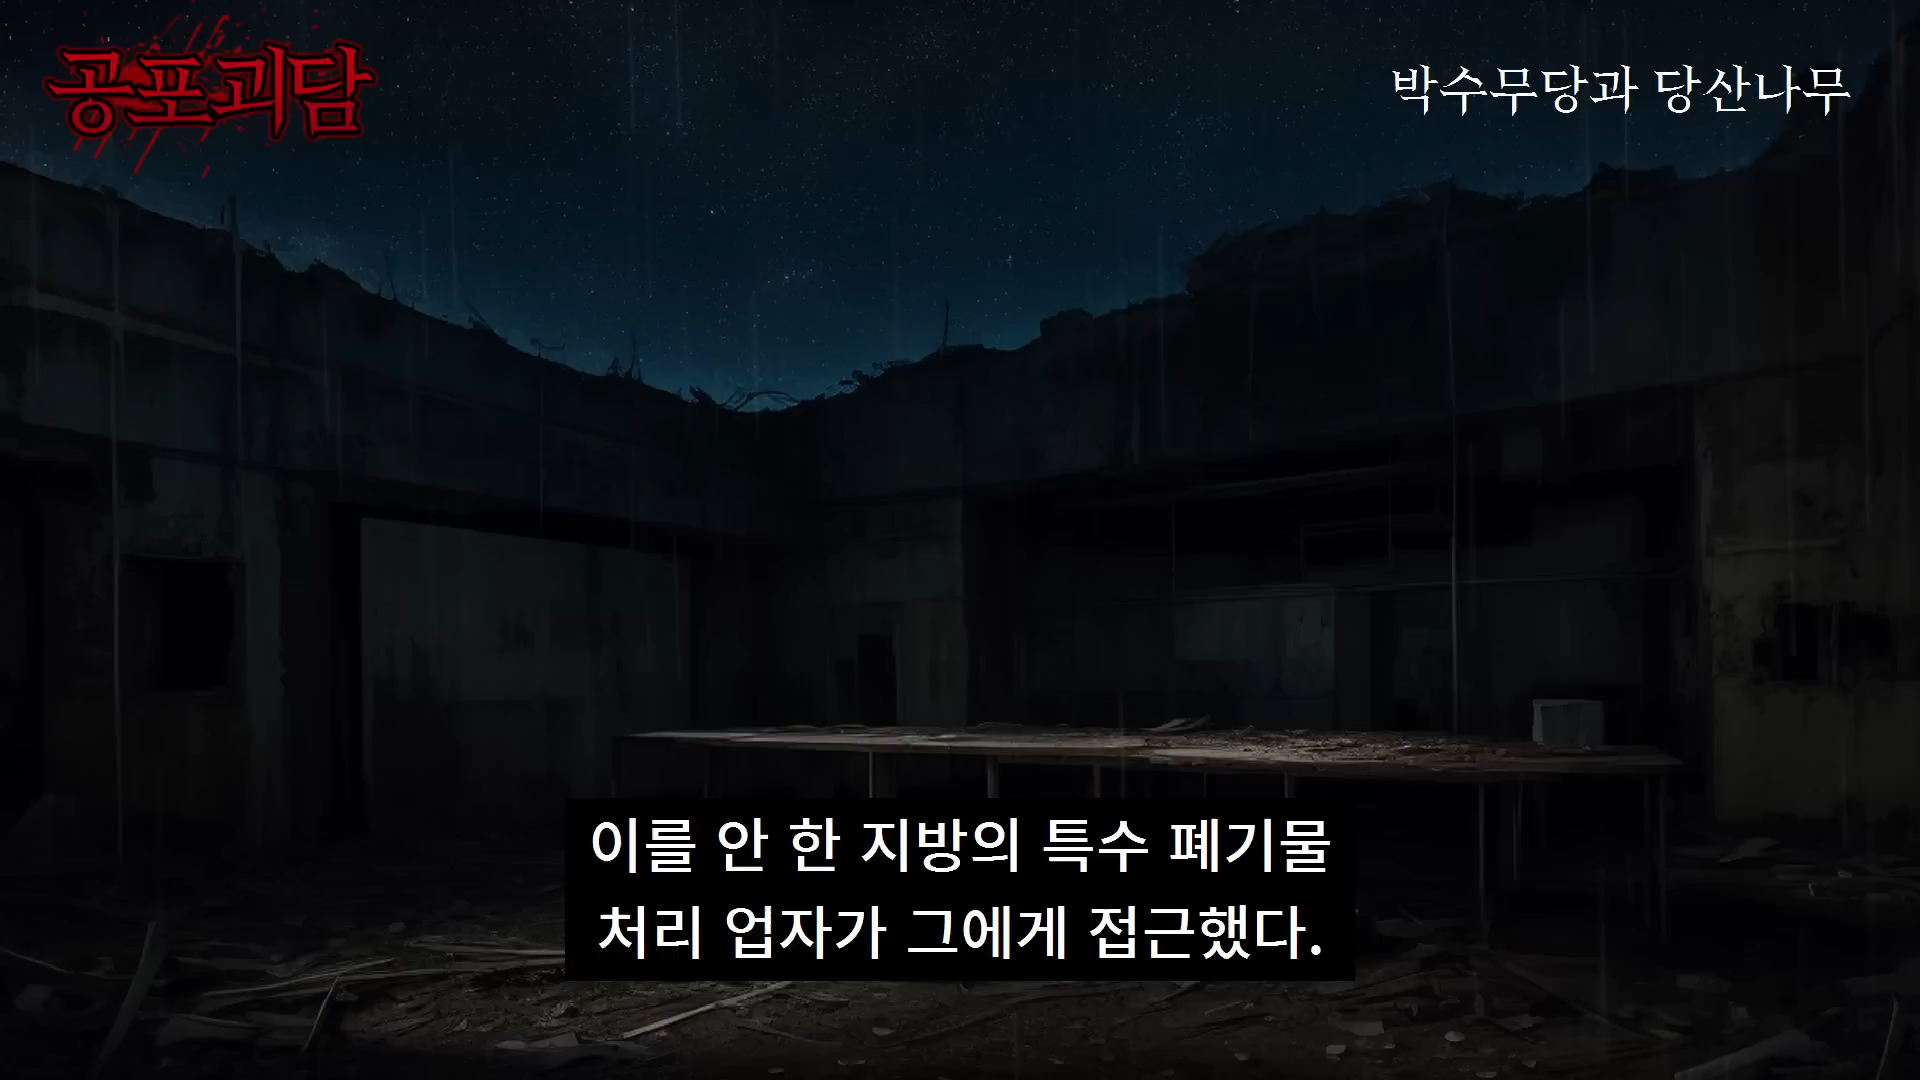 공포괴담
박수무당과 당산나무
이를 안 한 지방의 특수 폐기물
처리 업자가 그에게 접근했다.